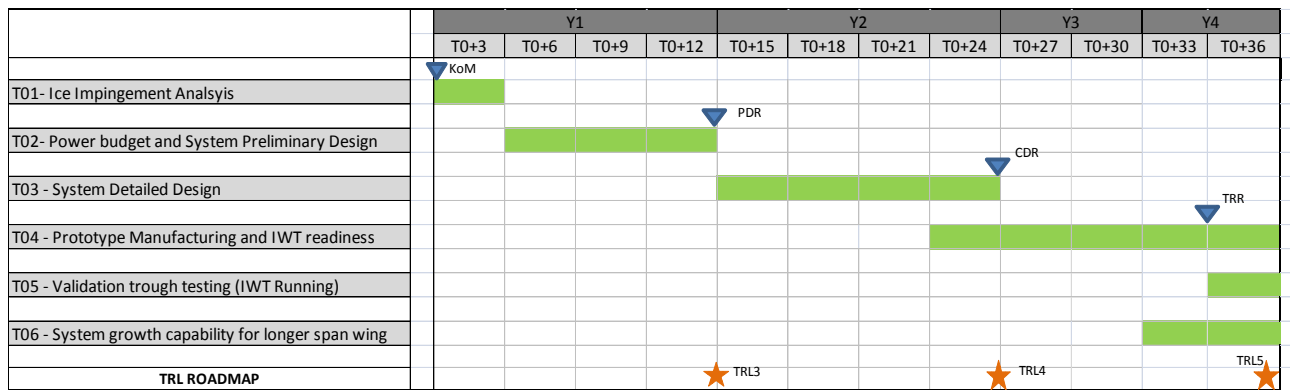 Y1 Y2 Y3 Y4
T0+3 T0+6 T0+9 T0+12 T0+15 T0+18 T0+21 T0+24 T0+27 T0+30 T0+33 T0+36
KoM
T01- Ice Impingement Analsyis
PDR
T02- Power budget and System Preliminary Design
CDR
T03 - System Detailed Design
TRR
T04 - Prototype Manufacturing and IWT readiness
T05 - Validation trough testing (IWT Running)
T06 - System growth capability for longer span wing
TRL ROADMAP TRL3 TRL4 TRL5